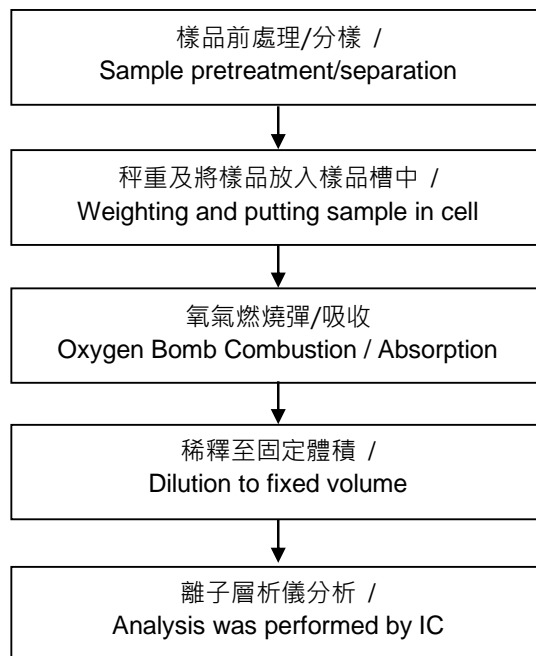 樣品前處理/分樣 /
Sample pretreatment/separation
秤重及將樣品放入樣品槽中 /
Weighting and putting sample in cell
氧氣燃燒彈/吸收
Oxygen Bomb Combustion / Absorption
稀釋至固定體積 /
Dilution to fixed volume
離子層析儀分析 /
Analysis was performed by IC